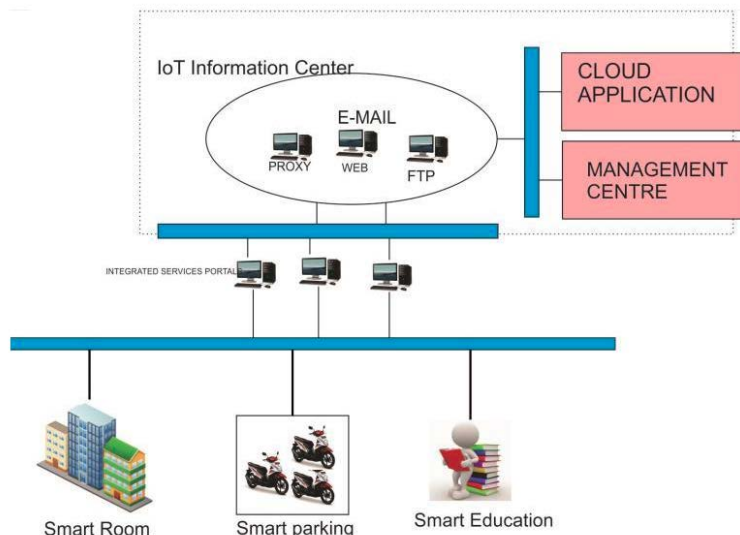 IoT Information Center
E-MAIL
PROXY
WEB
FTP
CLOUD
APPLICATION
MANAGEMENT
CENTRE
INTEGRATED SERVICES PORTALS
Smart Room
Smart parking
Smart Education